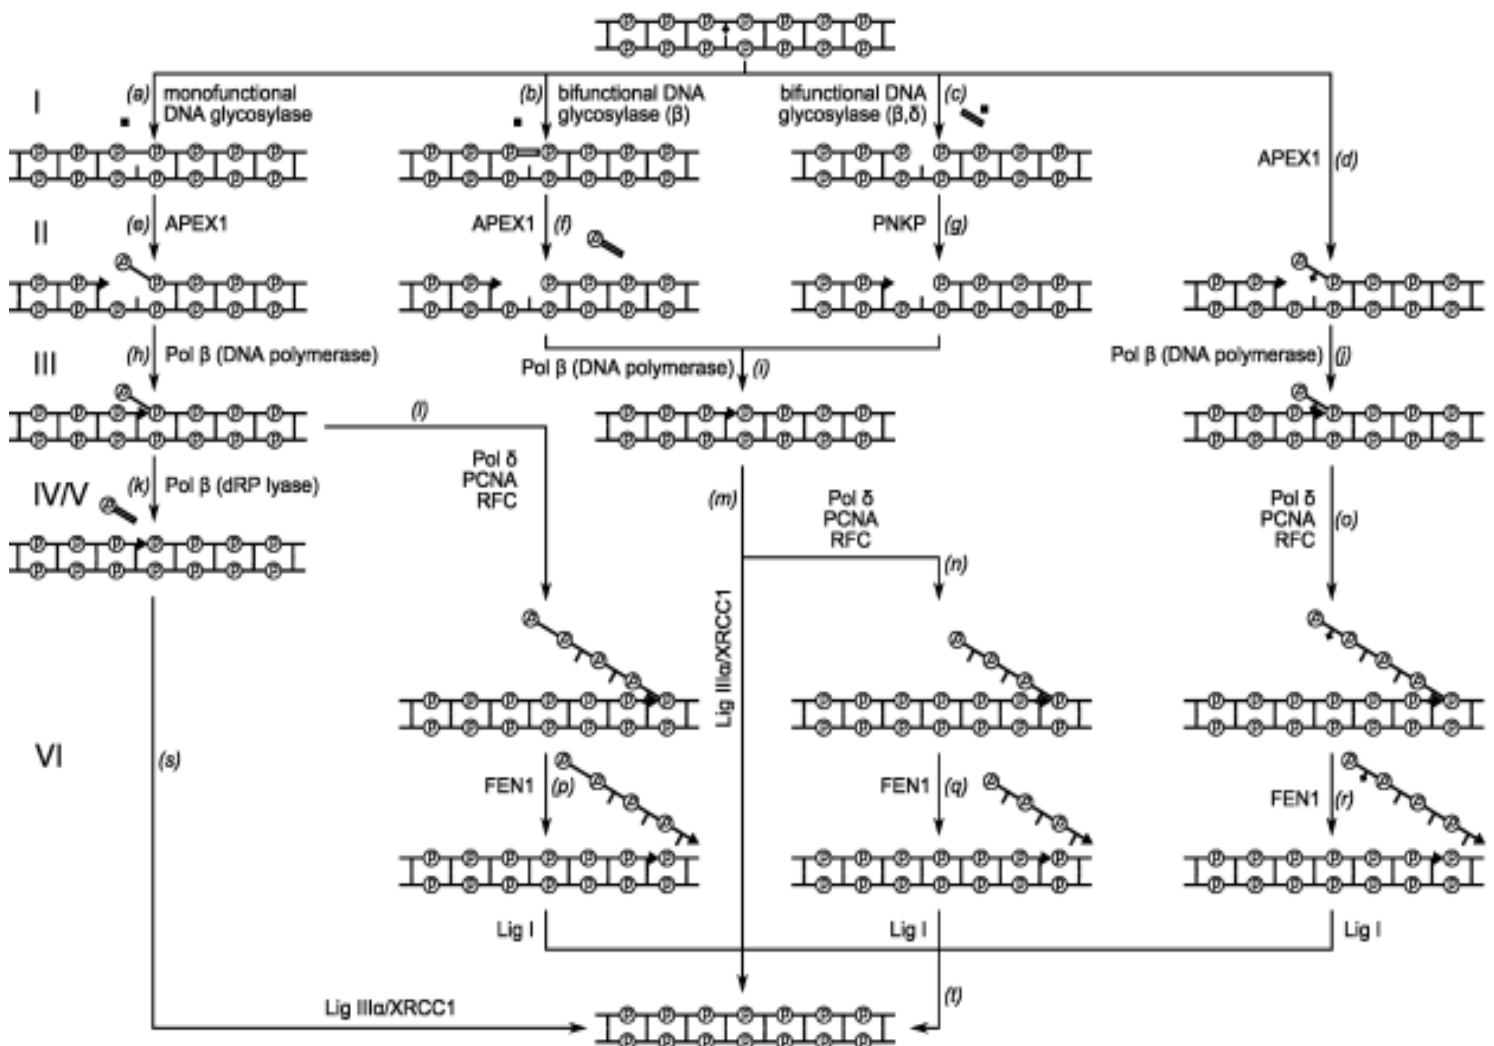 I
(a) monofunctional
DNA glycosylase
(b) bifunctional DNA
glycosylase (β)
bifunctional DNA (c)
glycosylase (β,δ)
APEX1 (d)
II
(e) APEX1
APEX1 (f)
PNKP (g)
III
(h) Pol β (DNA polymerase)
Pol β (DNA polymerase) (i)
Pol β (DNA polymerase) (j)
IV/V
(k) Pol β (dRP lyase)
(l)
Pol δ
PCNA
RFC
(m)
Lig IIIα/XRCC1
Pol δ
PCNA
RFC
(n)
Pol δ
PCNA (o)
RFC
VI
(s)
FEN1 (p)
FEN1 (q)
FEN1 (r)
Lig I
Lig I
Lig I
Lig IIIα/XRCC1
(t)